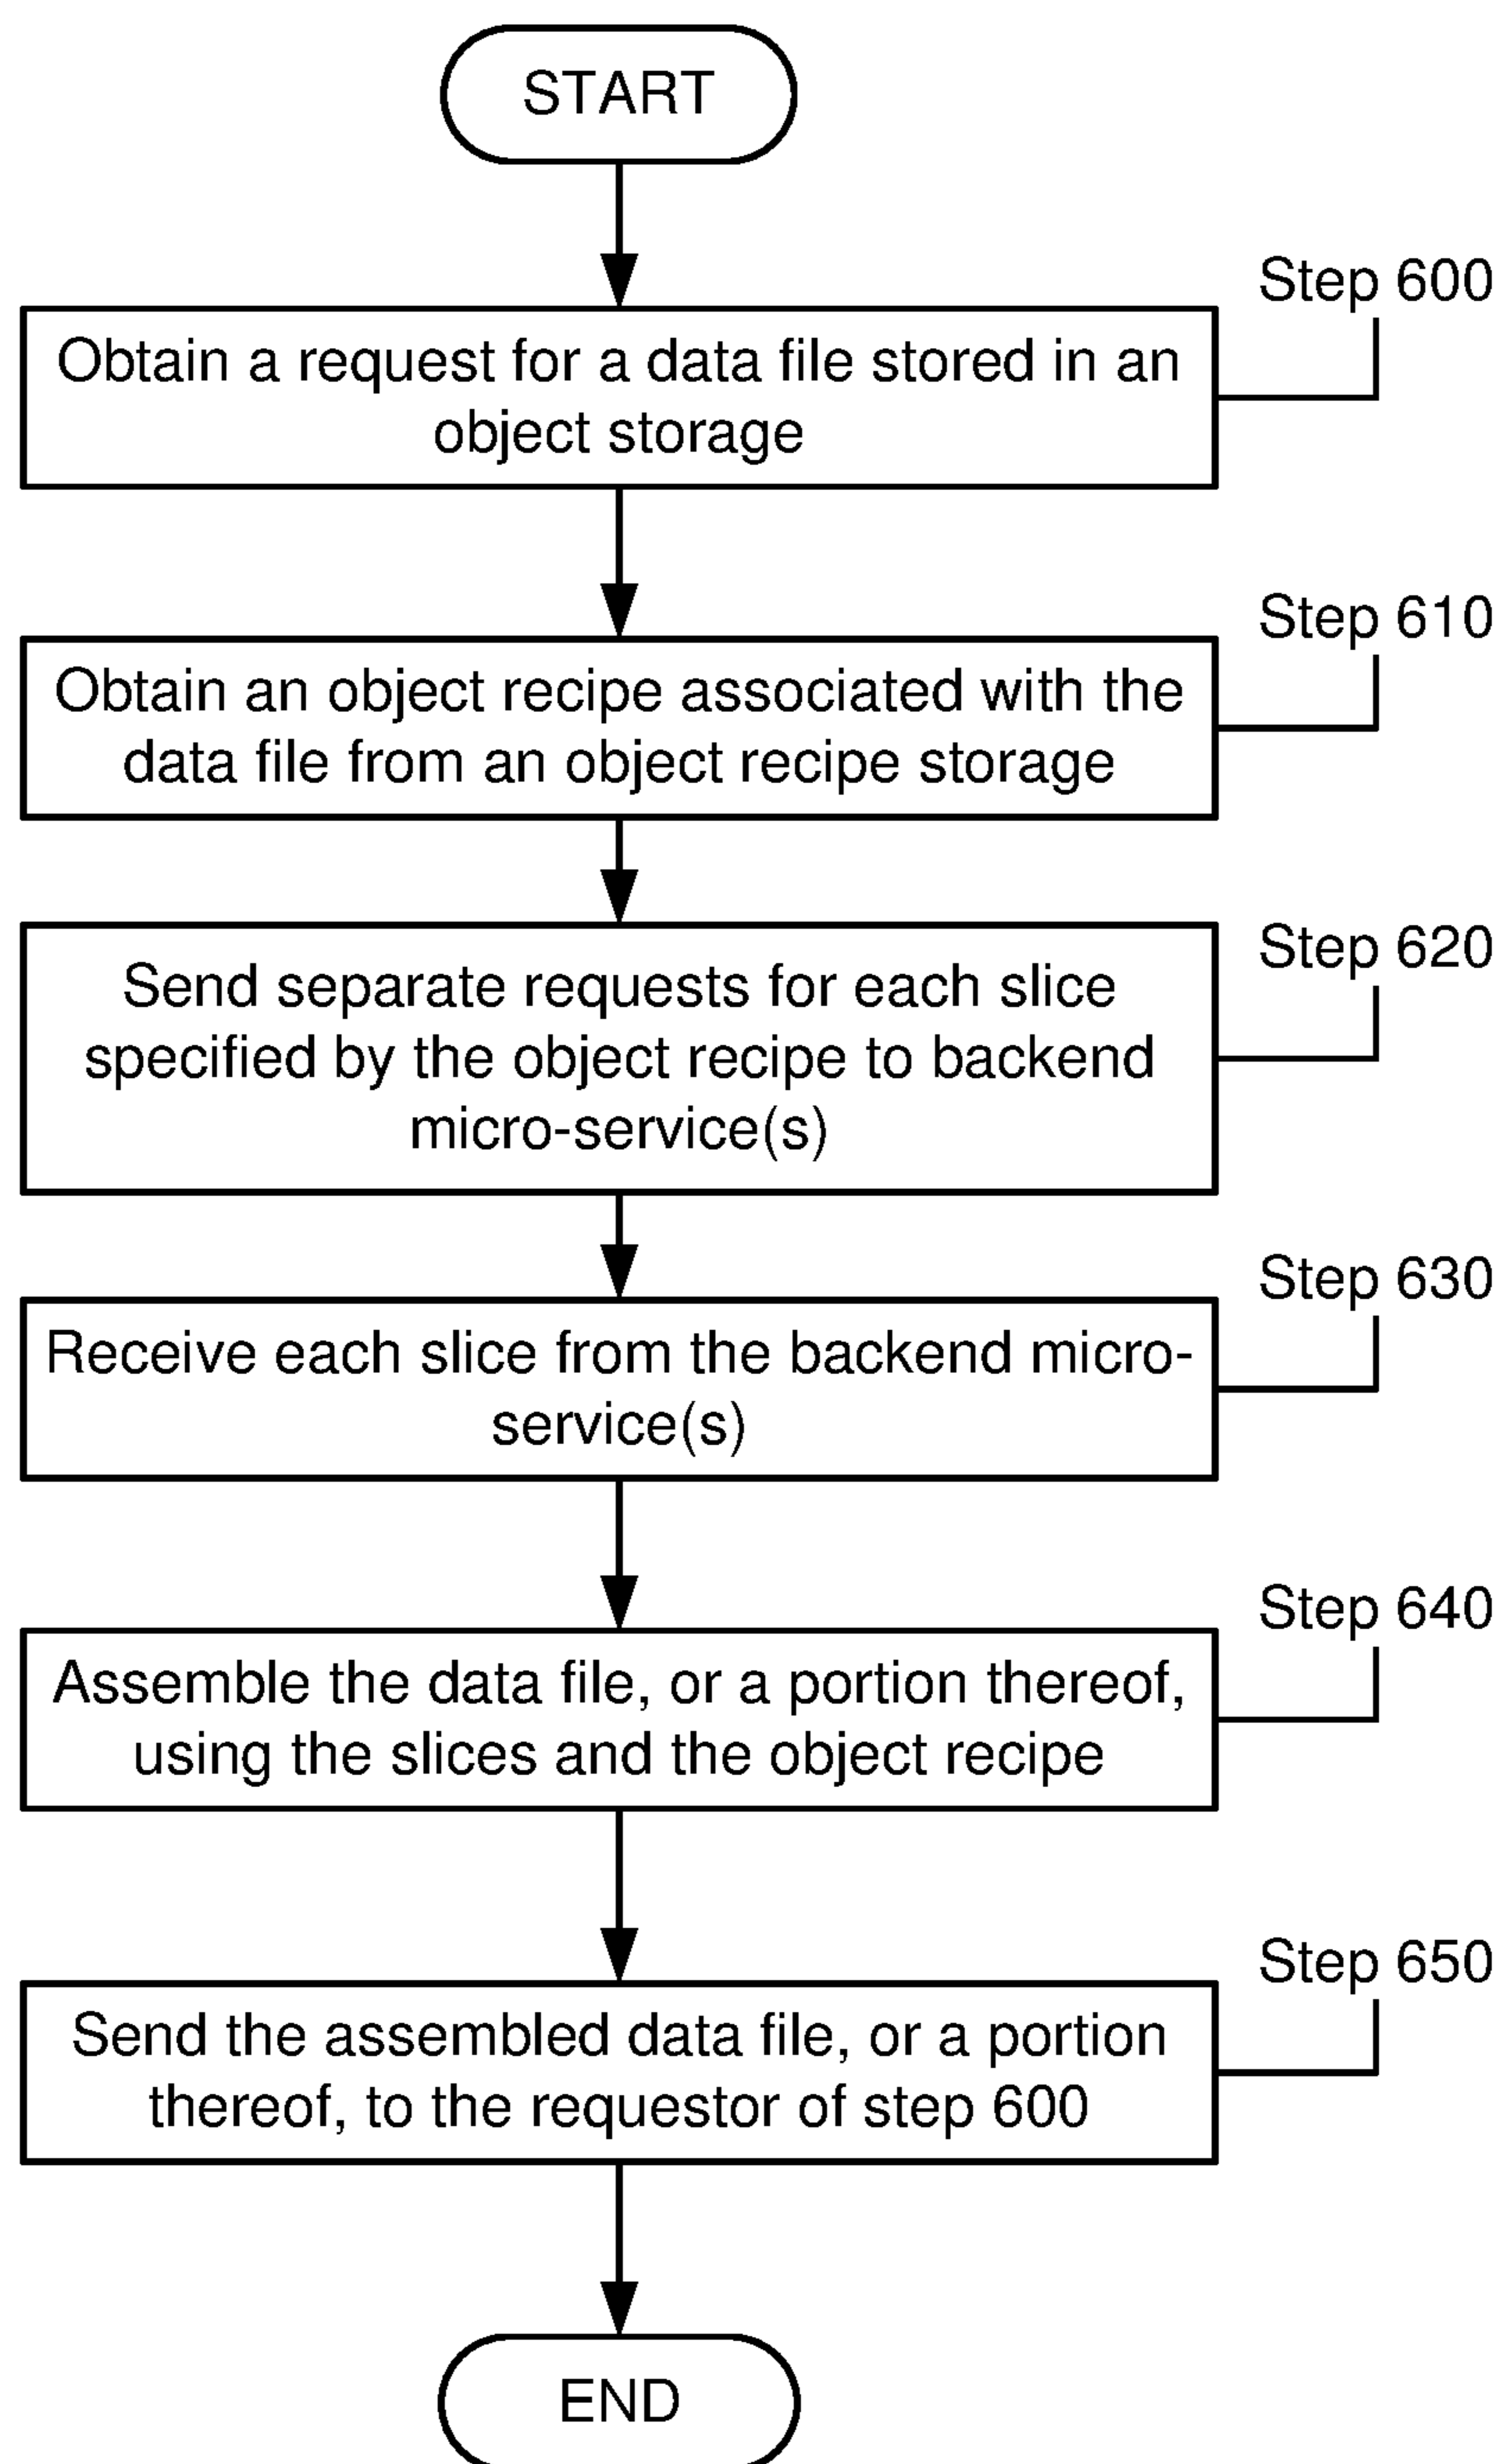 START
Step 600
Obtain a request for a data file stored in an
object storage
Step 610
Obtain an object recipe associated with the
data file from an object recipe storage
Step 620
Send separate requests for each slice
specified by the object recipe to backend
micro-service(s)
Step 630
Receive each slice from the backend micro-
service(s)
Step 640
Assemble the data file, or a portion thereof,
using the slices and the object recipe
Step 650
Send the assembled data file, or a portion
thereof, to the requestor of step 600
END